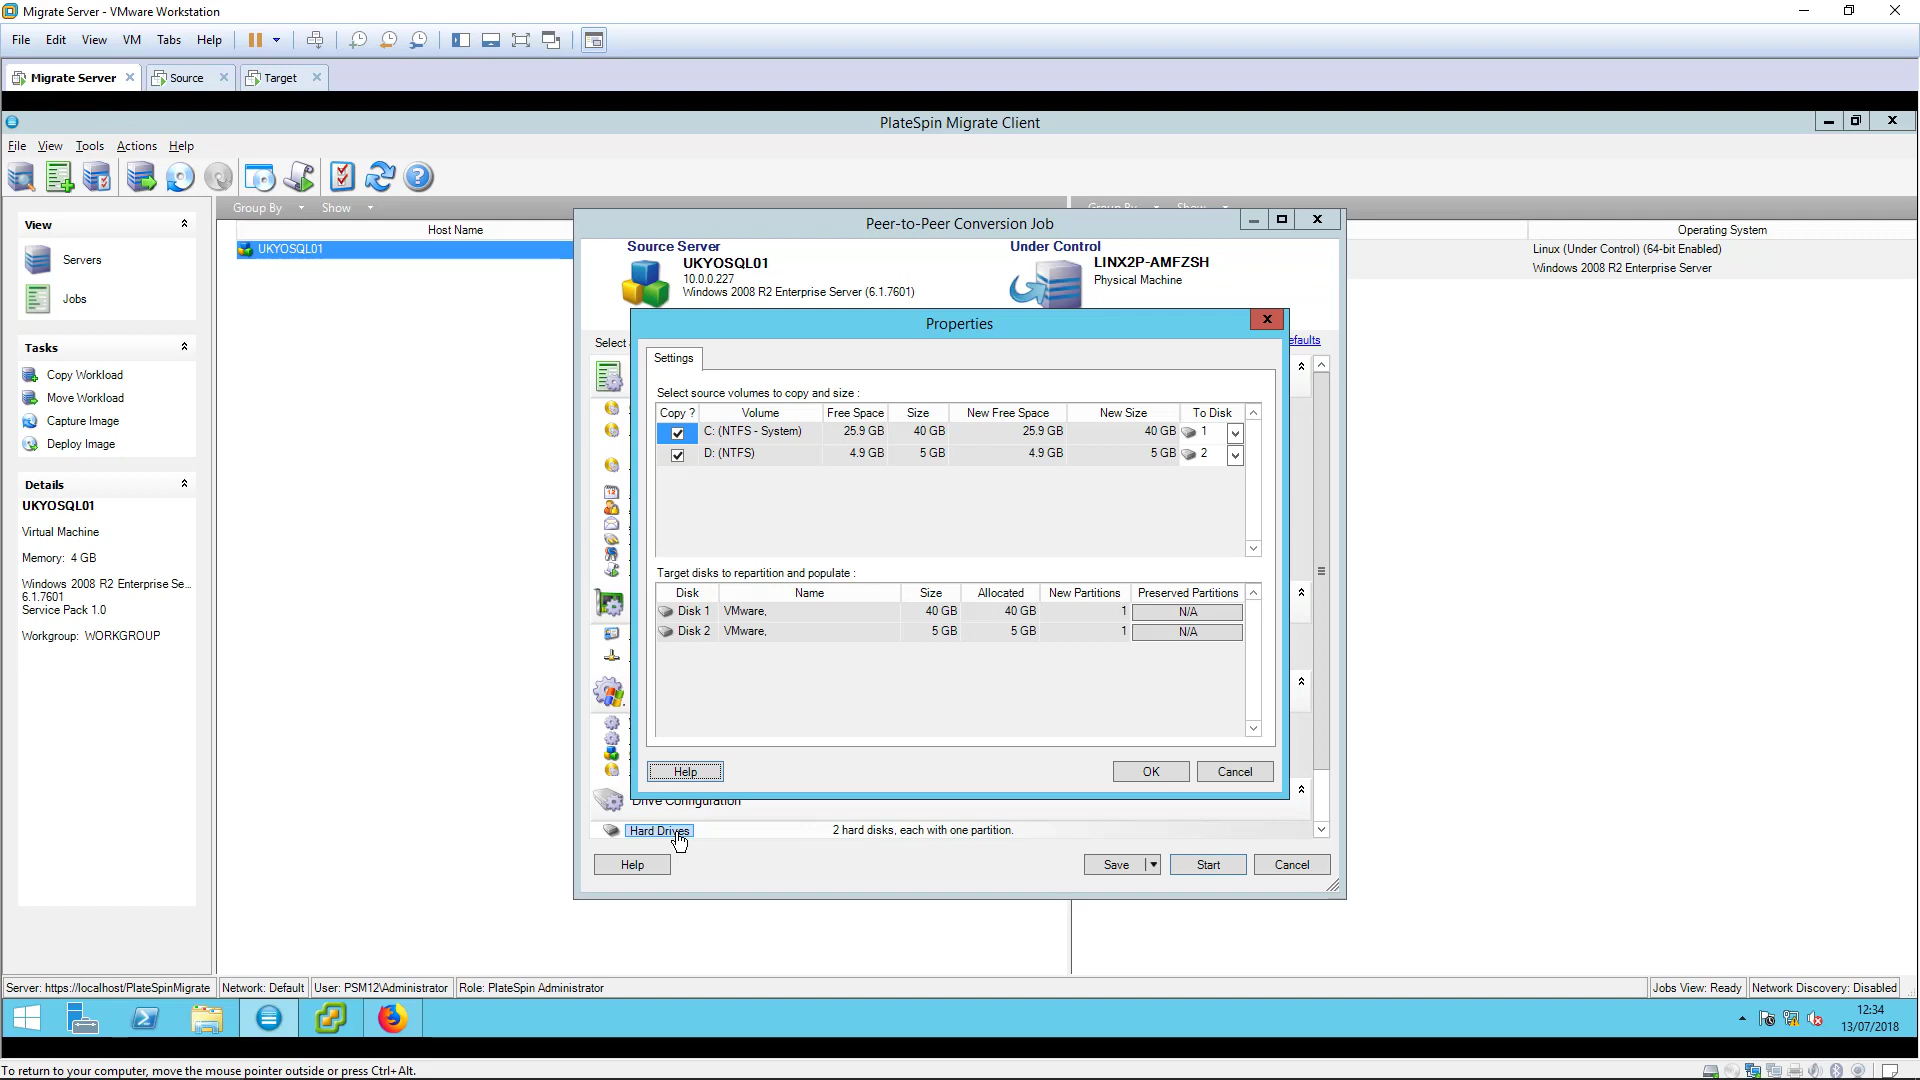 Migrate Server - VMware Workstation
File Edit View VM Tabs Help
Migrate Server Source Target
PlateSpin Migrate Client
File View Tools Actions Help
Group By Show
View
Servers
Jobs
Tasks
Copy Workload
Move Workload
Capture Image
Deploy Image
Details
UKYOSQL01
Virtual Machine
Memory: 4 GB
Windows 2008 R2 Enterprise Se...
6.1.7601
Service Pack 1.0
Workgroup: WORKGROUP
Host Name
UKYOSQL01
Group By Show
Operating System
Linux (Under Control) (64-bit Enabled)
Windows 2008 R2 Enterprise Server
Peer-to-Peer Conversion Job
Source Server
UKYOSQL01
10.0.0.227
Windows 2008 R2 Enterprise Server (6.1.7601)
Under Control
LINX2P-AMFZSH
Physical Machine
Select
efaults
Properties
Settings
Select source volumes to copy and size :
Copy ? Volume Free Space Size New Free Space New Size To Disk
C: (NTFS - System) 25.9 GB 40 GB 25.9 GB 40 GB 1
D: (NTFS) 4.9 GB 5 GB 4.9 GB 5 GB 2
Target disks to repartition and populate :
Disk Name Size Allocated New Partitions Preserved Partitions
Disk 1 VMware, 40 GB 40 GB 1 N/A
Disk 2 VMware, 5 GB 5 GB 1 N/A
Help OK Cancel
Drive Configuration
Hard Drives 2 hard disks, each with one partition.
Help Save Start Cancel
Server: https://localhost/PlateSpinMigrate Network: Default User: PSM12\Administrator Role: PlateSpin Administrator Jobs View: Ready Network Discovery: Disabled
12:34
13/07/2018
To return to your computer, move the mouse pointer outside or press Ctrl+Alt.